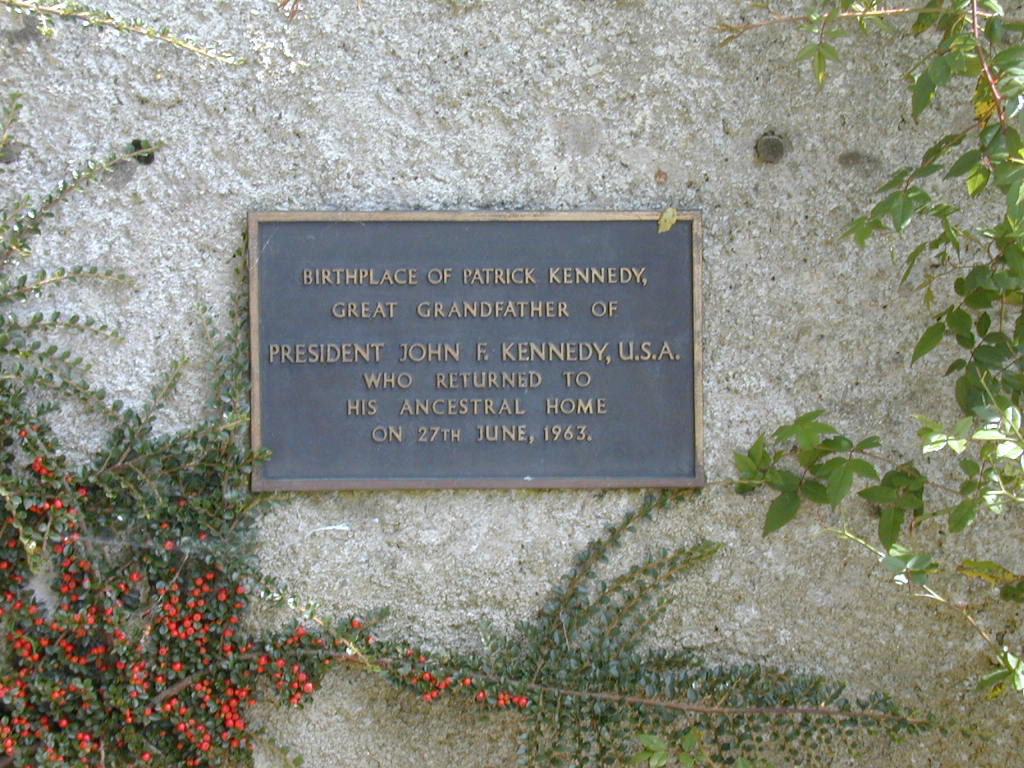 BIRTHPLACE OF PATRICK KENNEDY,
GREAT GRANDFATHER OF
PRESIDENT JOHN F. KENNEDY, U.S.A.
WHO RETURNED TO
HIS ANCESTRAL HOME
ON 27TH JUNE, 1963.